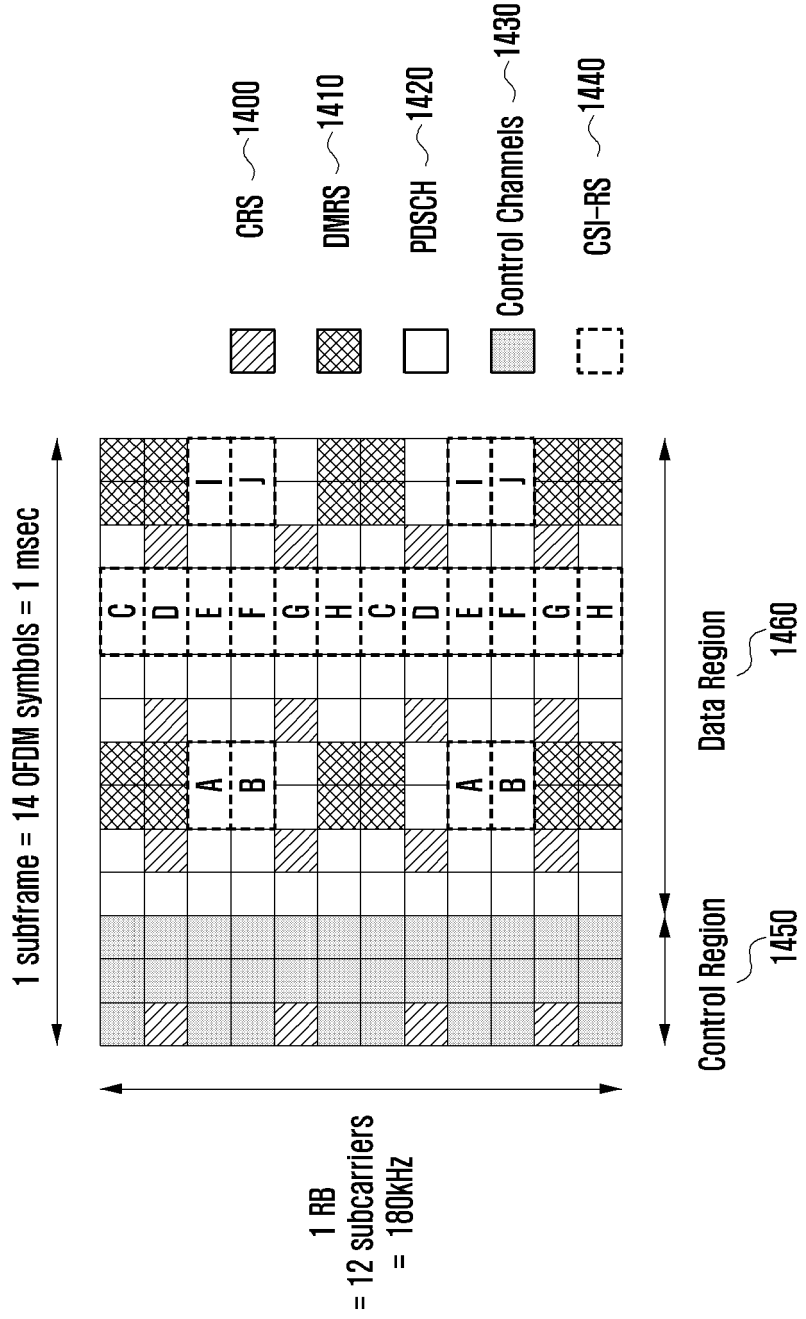 1 subframe = 14 OFDM symbols = 1 msec
1 RB
= 12 subcarriers
= 180kHz
C
D
A E I
B F J
G
H
C
D
A E I
B F J
G
H
Control Region
1450
Data Region
1460
CRS 1400
DMRS 1410
PDSCH 1420
Control Channels 1430
CSI-RS 1440